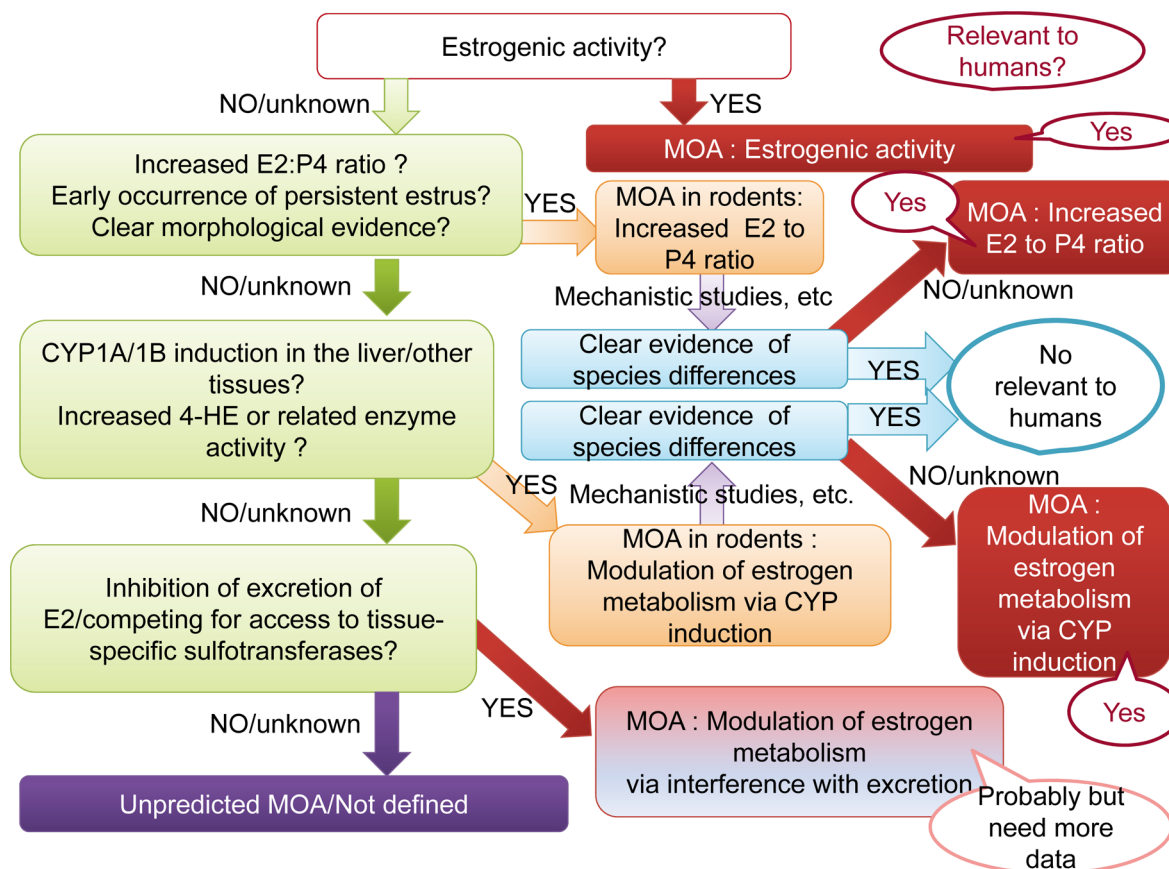 Estrogenic activity?
Relevant to
humans?
NO/unknown
YES
Yes
MOA : Estrogenic activity
Increased E2:P4 ratio ?
Early occurrence of persistent estrus?
Clear morphological evidence?
YES
MOA in rodents:
Increased E2 to
P4 ratio
Yes
MOA : Increased
E2 to P4 ratio
NO/unknown
Mechanistic studies, etc
NO/unknown
Clear evidence of
species differences
YES
No
relevant to
humans
CYP1A/1B induction in the liver/other
tissues?
Increased 4-HE or related enzyme
activity ?
Clear evidence of
species differences
YES
NO/unknown
YES
Mechanistic studies, etc.
NO/unknown
MOA in rodents :
Modulation of estrogen
metabolism via CYP
induction
MOA :
Modulation of
estrogen
metabolism
via CYP
induction
Yes
Inhibition of excretion of
E2/competing for access to tissue-
specific sulfotransferases?
NO/unknown
YES
MOA : Modulation of estrogen
metabolism
via interference with excretion
Unpredicted MOA/Not defined
Probably but
need more
data